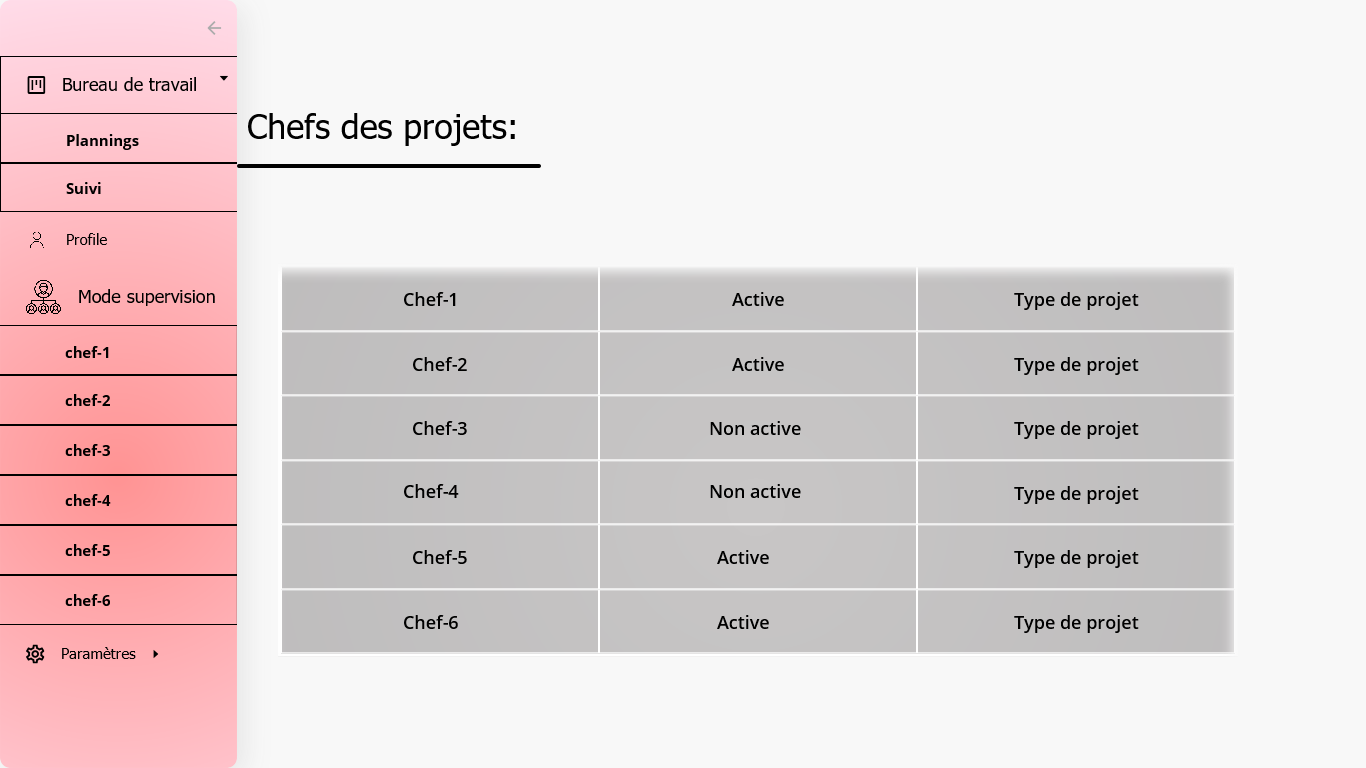 Bureau de travail
Plannings
Suivi
Profile
Mode supervision
chef-1
chef-2
chef-3
chef-4
chef-5
chef-6
Paramètres
Chefs des projets:
Chef-1 Active Type de projet
Chef-2 Active Type de projet
Chef-3 Non active Type de projet
Chef-4 Non active Type de projet
Chef-5 Active Type de projet
Chef-6 Active Type de projet